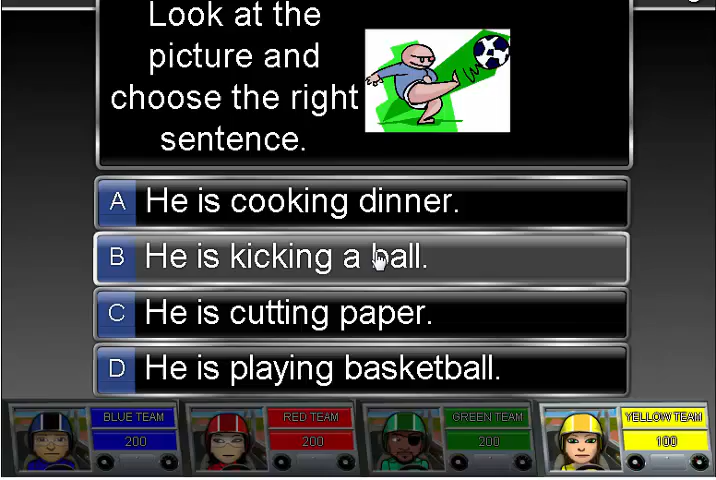 Look at the
picture and
choose the right
sentence.
A He is cooking dinner.
B He is kicking a ball.
C He is cutting paper.
D He is playing basketball.
BLUE TEAM RED TEAM GREEN TEAM YELLOW TEAM
200 200 200 100